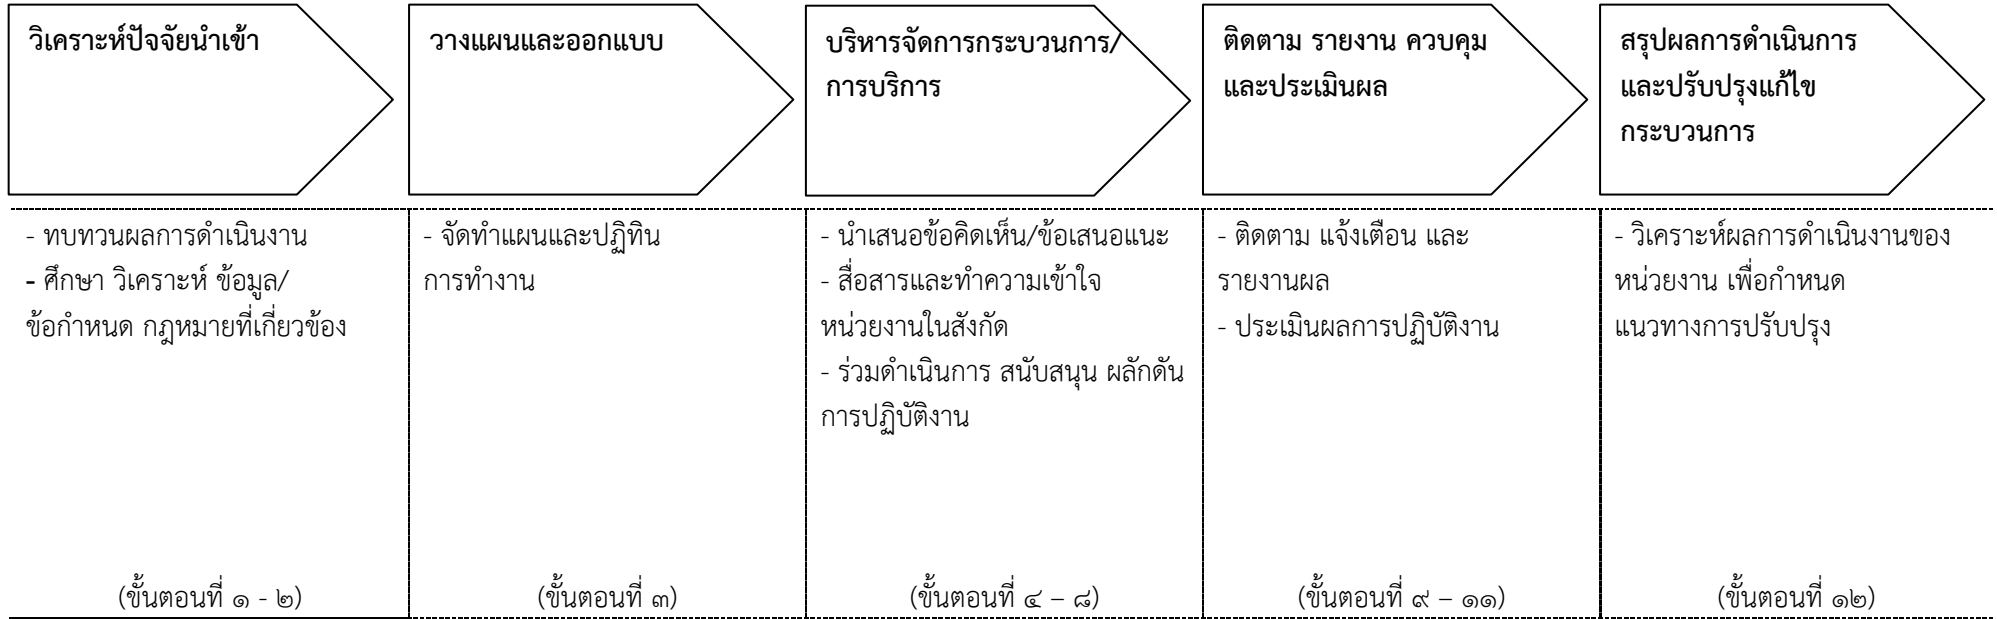 วิเคราะห์ปัจจัยนำเข้า
วางแผนและออกแบบ
บริหารจัดการกระบวนการ/
การบริการ
ติดตาม รายงาน ควบคุม
และประเมินผล
สรุปผลการดำเนินการ
และปรับปรุงแก้ไข
กระบวนการ
- ทบทวนผลการดำเนินงาน
- ศึกษา วิเคราะห์ ข้อมูล/
ข้อกำหนด กฎหมายที่เกี่ยวข้อง
(ขั้นตอนที่ ๑ - ๒)
- จัดทำแผนและปฏิทิน
การทำงาน
(ขั้นตอนที่ ๓)
- นำเสนอข้อคิดเห็น/ข้อเสนอแนะ
- สื่อสารและทำความเข้าใจ
หน่วยงานในสังกัด
- ร่วมดำเนินการ สนับสนุน ผลักดัน
การปฏิบัติงาน
(ขั้นตอนที่ ๔ – ๘)
- ติดตาม แจ้งเตือน และ
รายงานผล
- ประเมินผลการปฏิบัติงาน
(ขั้นตอนที่ ๙ – ๑๑)
- วิเคราะห์ผลการดำเนินงานของ
หน่วยงาน เพื่อกำหนด
แนวทางการปรับปรุง
(ขั้นตอนที่ ๑๒)